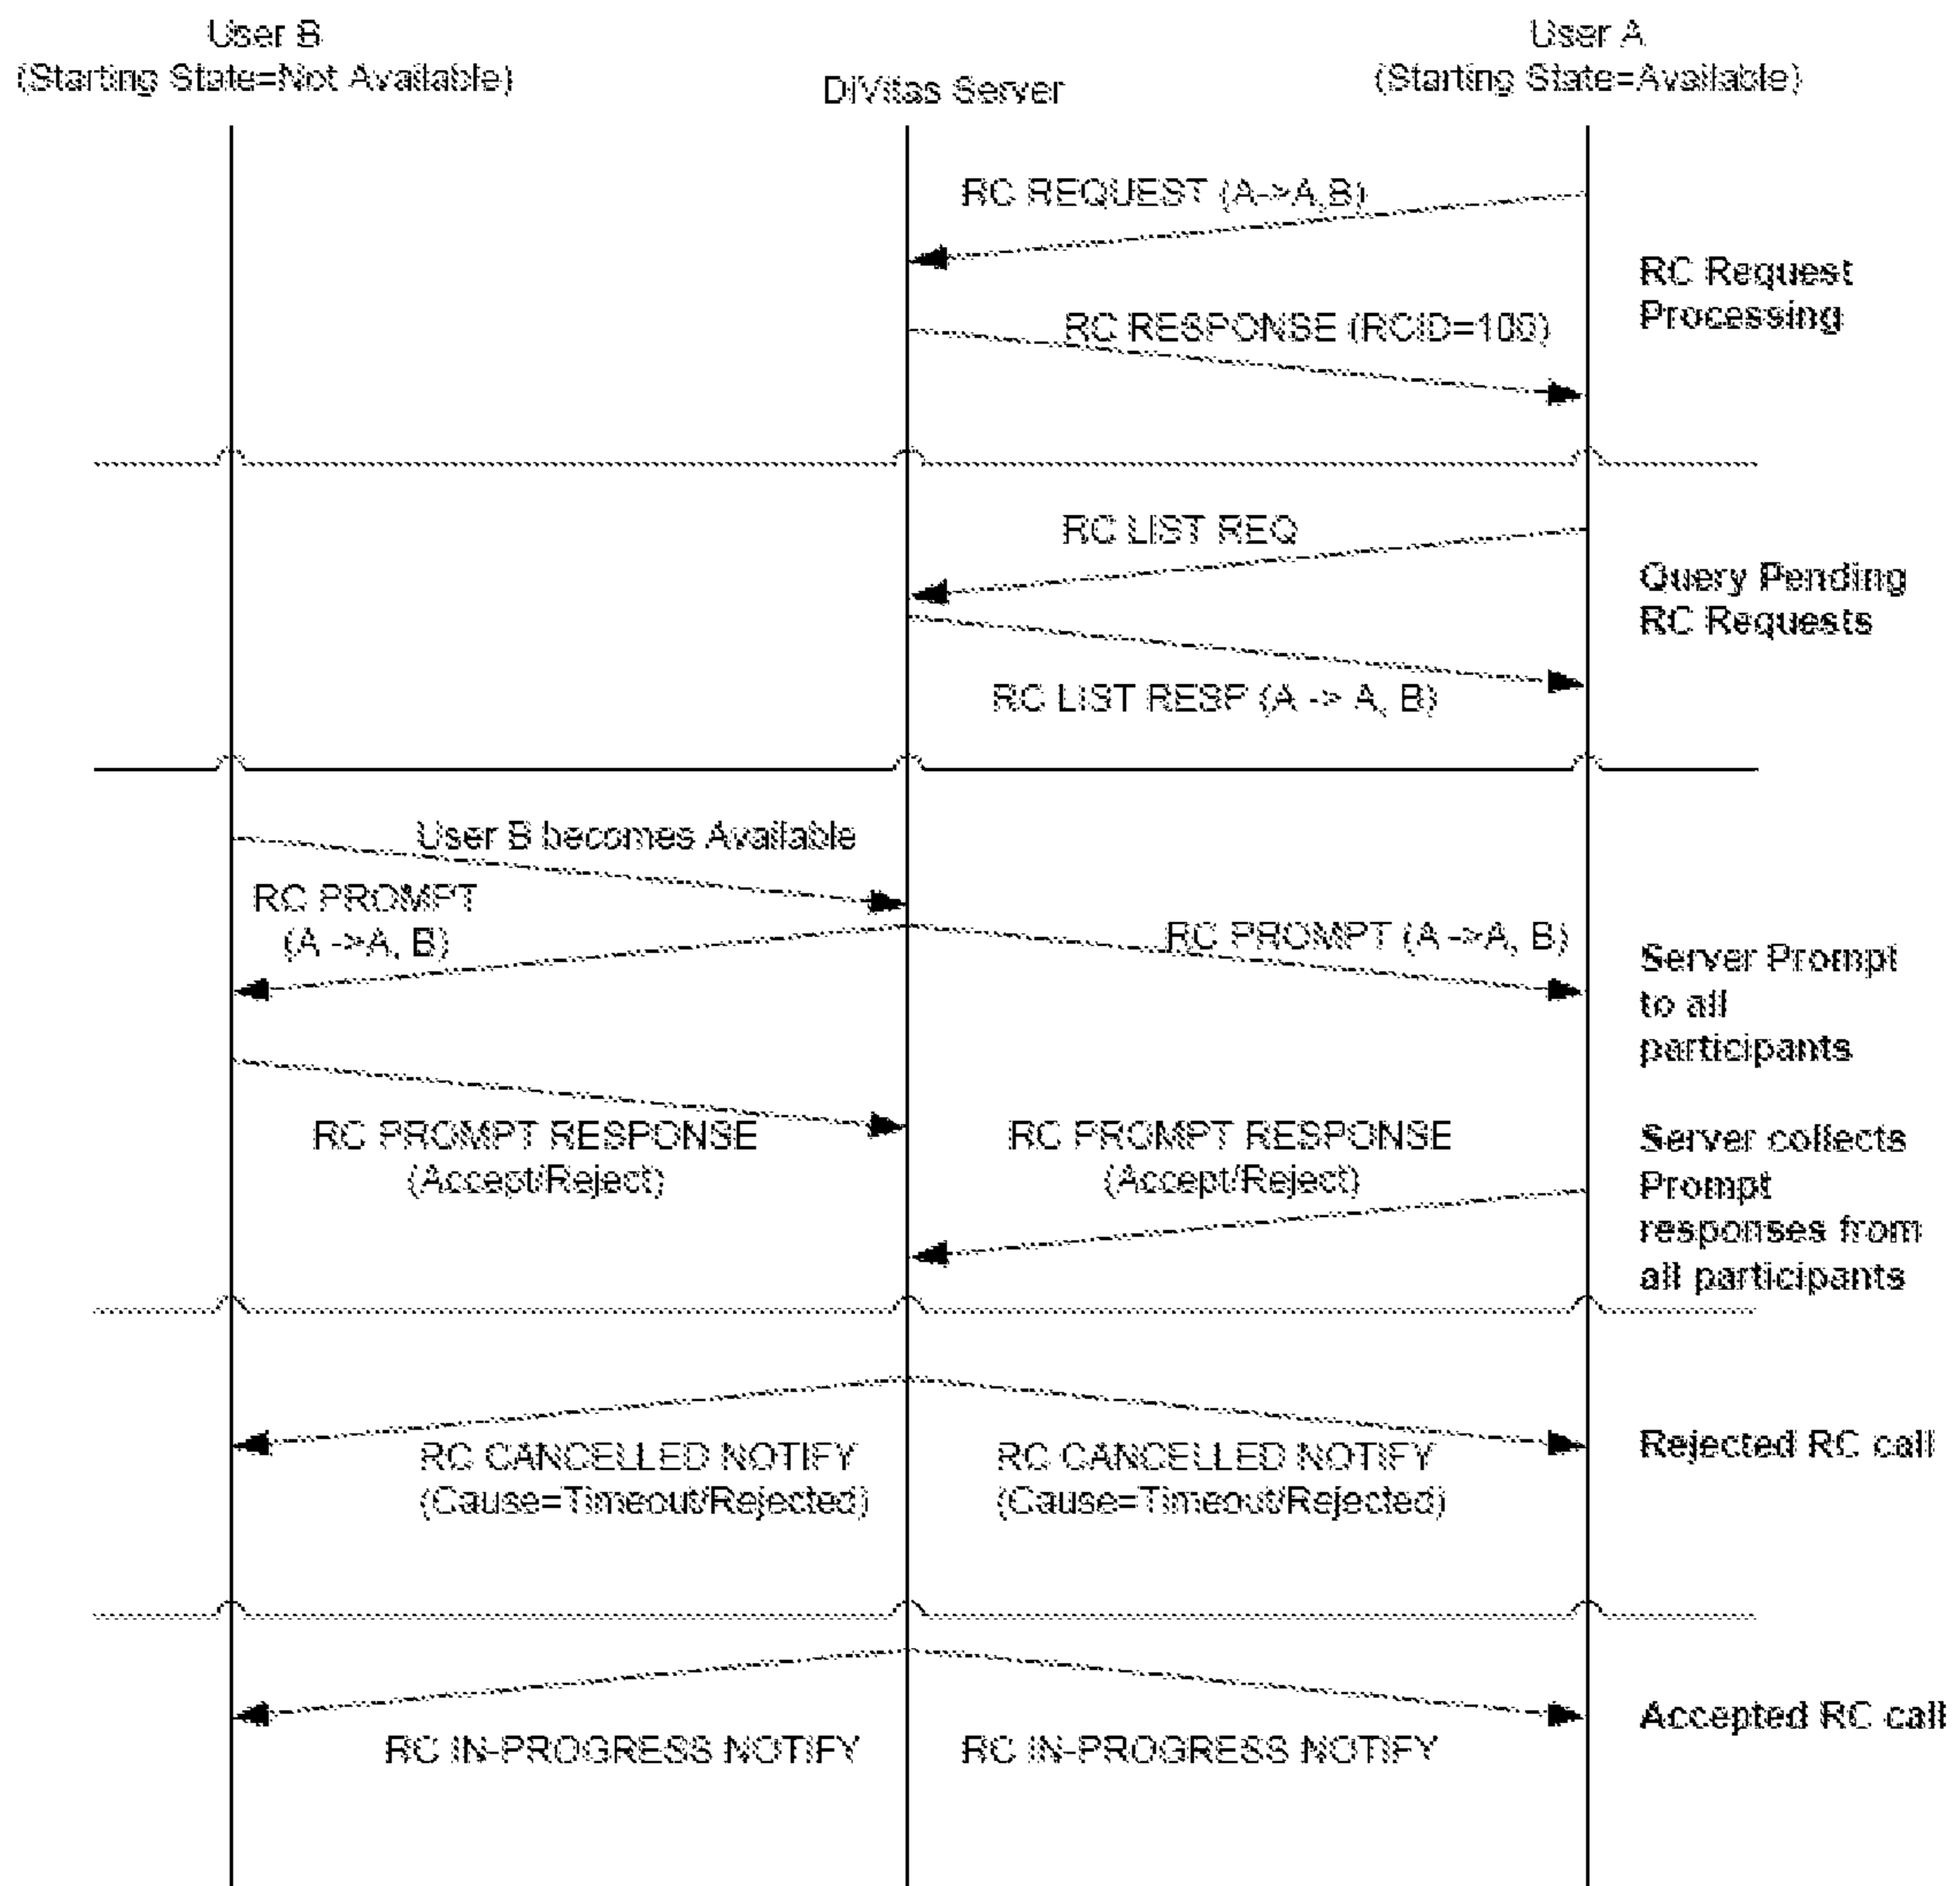 User B
(Starting State=Not Available)
DiVitas Server
User A
(Starting State=Available)
RC REQUEST (A->A,B)
RC Request
Processing
RC RESPONSE (RCID=100)
RC LIST REQ
Query Pending
RC Requests
RC LIST RESP (A -> A, B)
User B becomes Available
RC PROMPT
(A ->A, B)
RC PROMPT (A ->A, B)
Server Prompt
to all
participants
RC PROMPT RESPONSE
(Accept/Reject)
RC PROMPT RESPONSE
(Accept/Reject)
Server collects
Prompt
responses from
all participants
RC CANCELLED NOTIFY
(Cause=Timeout/Rejected)
RC CANCELLED NOTIFY
(Cause=Timeout/Rejected)
Rejected RC call
RC IN-PROGRESS NOTIFY
RC IN-PROGRESS NOTIFY
Accepted RC call